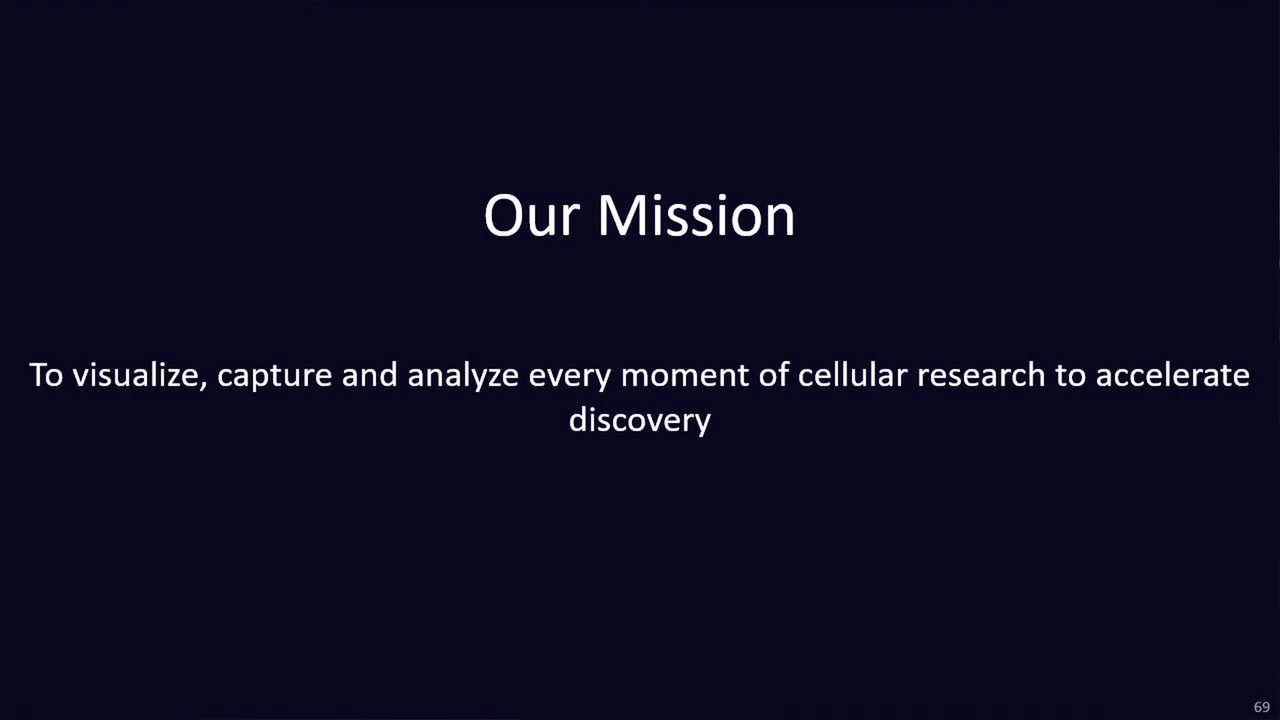 Our Mission
To visualize, capture and analyze every moment of cellular research to accelerate
discovery
69